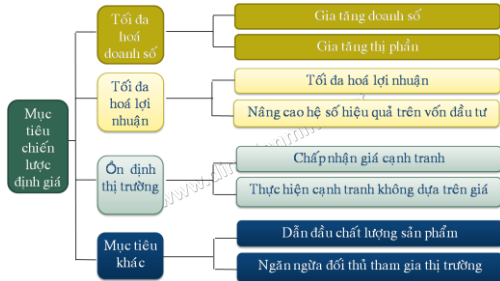 Mục
tiêu
chiến
lược
định giá
Tối đa
hoá
doanh số
Gia tăng doanh số
Gia tăng thị phần
Tối đa
hoá lợi
nhuận
Tối đa hoá lợi nhuận
Nâng cao hệ số hiệu quả trên vốn đầu tư
Ổn định
thị trường
Chấp nhận giá cạnh tranh
Thực hiện cạnh tranh không dựa trên giá
Mục tiêu
khác
Dẫn đầu chất lượng sản phẩm
Ngăn ngừa đối thủ tham gia thị trường